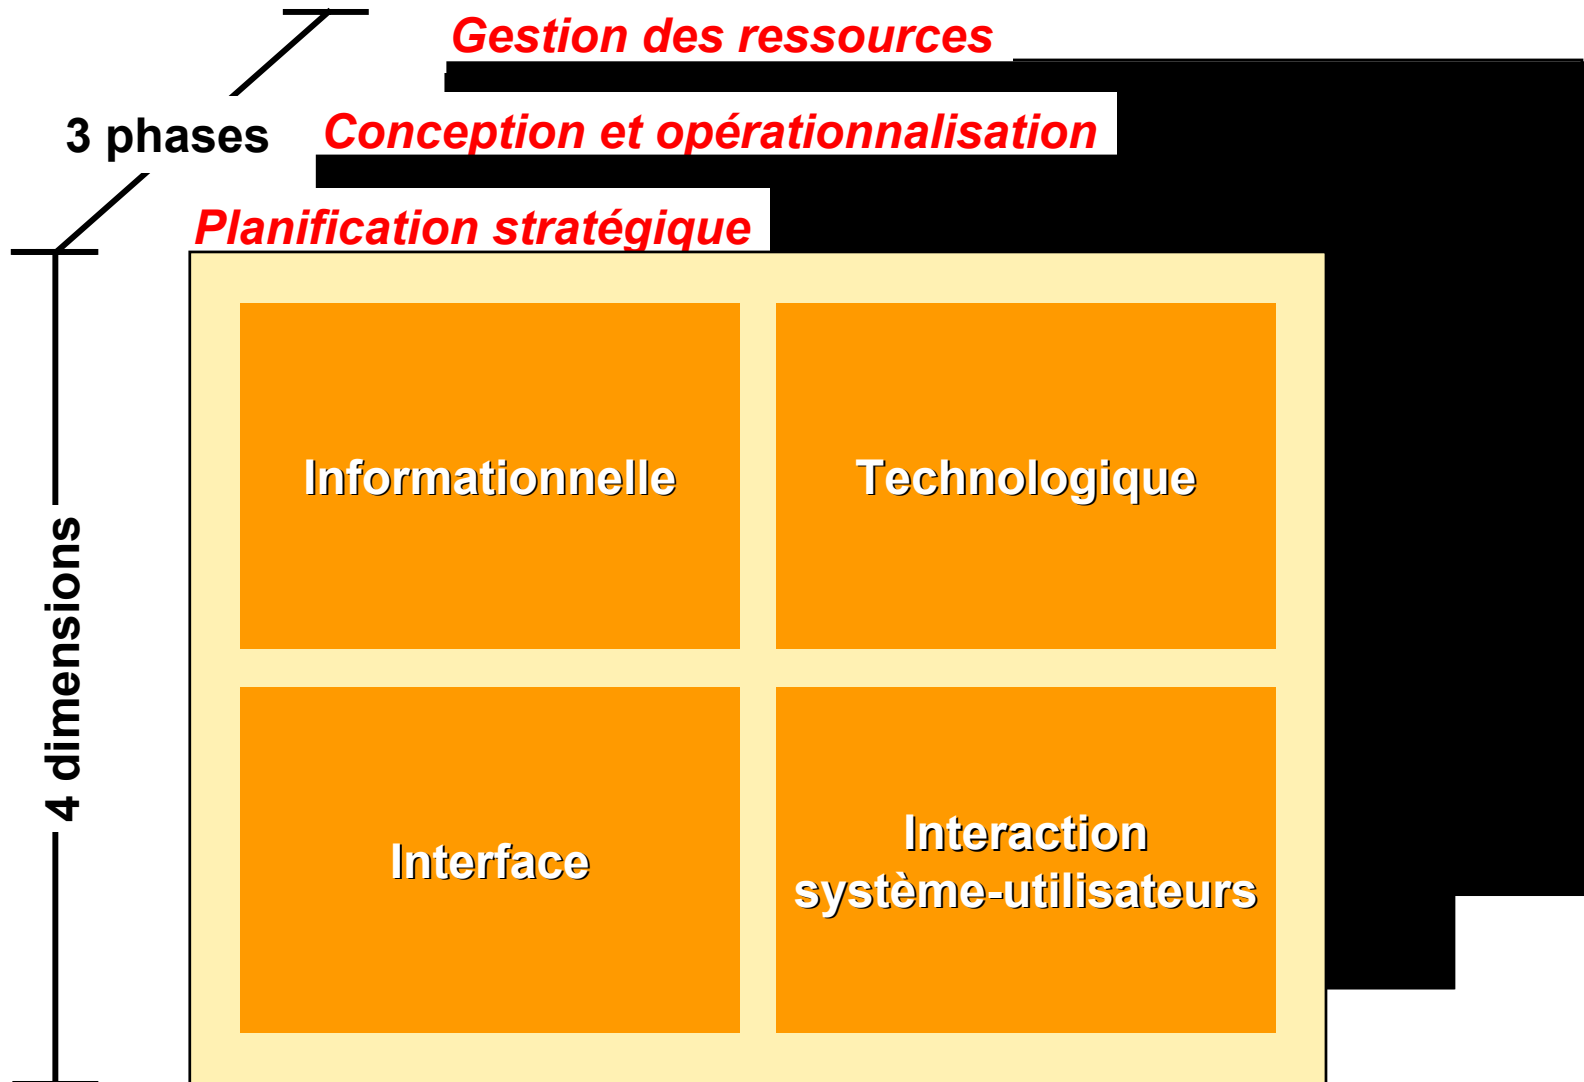 Gestion des ressources
3 phases
Conception et opérationnalisation
Planification stratégique
4 dimensions
Informationnelle
Technologique
Interface
Interaction
système-utilisateurs